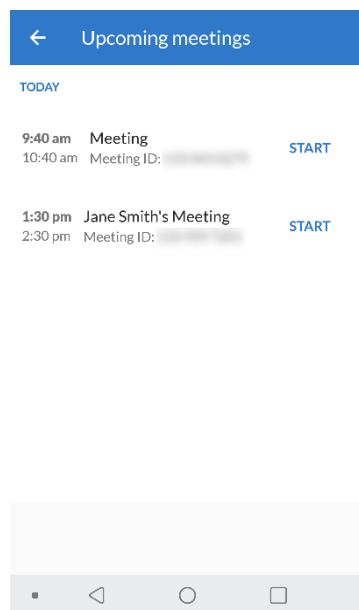 Upcoming meetings
TODAY
9:40 am Meeting START
10:40 am Meeting ID:
1:30 pm Jane Smith's Meeting START
2:30 pm Meeting ID: